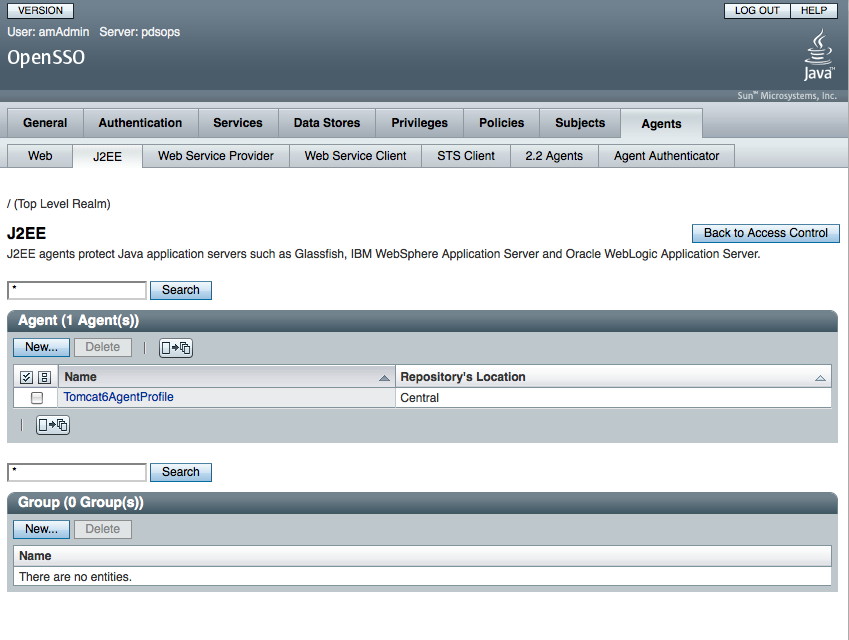 VERSION
LOG OUT HELP
User: amAdmin Server: pdsops
OpenSSO
Java™
Sun™ Microsystems, Inc.
General Authentication Services Data Stores Privileges Policies Subjects Agents
Web J2EE Web Service Provider Web Service Client STS Client 2.2 Agents Agent Authenticator
/ (Top Level Realm)
J2EE
Back to Access Control
J2EE agents protect Java application servers such as Glassfish, IBM WebSphere Application Server and Oracle WebLogic Application Server.
* Search
Agent (1 Agent(s))
New... Delete |
Name Repository's Location
Tomcat6AgentProfile Central
|
* Search
Group (0 Group(s))
New... Delete
Name
There are no entities.